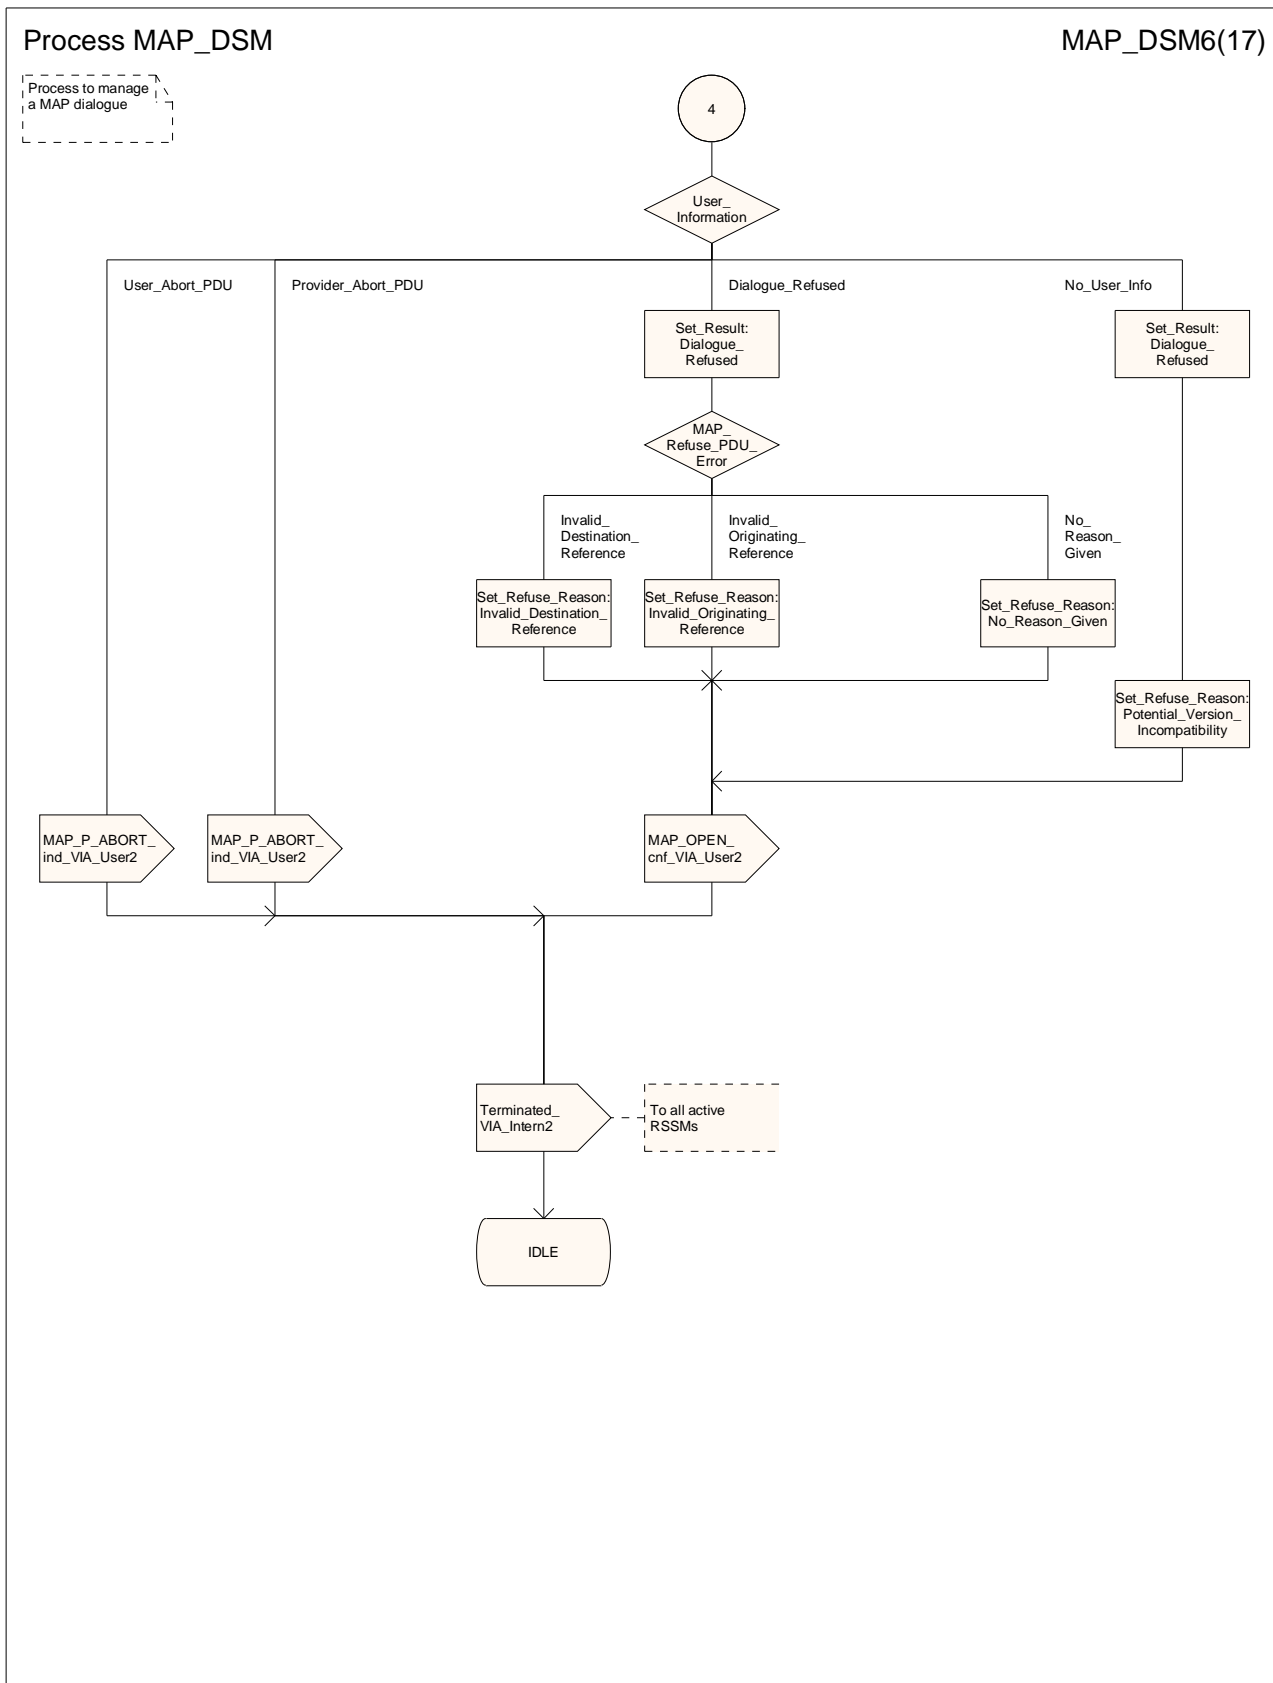 Process MAP_DSM
MAP_DSM6(17)
Process to manage
a MAP dialogue
4
User_
Information
User_Abort_PDU
Provider_Abort_PDU
Dialogue_Refused
No_User_Info
Set_Result:
Dialogue_
Refused
Set_Result:
Dialogue_
Refused
MAP_
Refuse_PDU_
Error
Invalid_
Destination_
Reference
Invalid_
Originating_
Reference
No_
Reason_
Given
Set_Refuse_Reason:
Invalid_Destination_
Reference
Set_Refuse_Reason:
Invalid_Originating_
Reference
Set_Refuse_Reason:
No_Reason_Given
Set_Refuse_Reason:
Potential_Version_
Incompatibility
MAP_P_ABORT_
ind_VIA_User2
MAP_P_ABORT_
ind_VIA_User2
MAP_OPEN_
cnf_VIA_User2
Terminated_
VIA_Intern2
To all active
RSSMs
IDLE